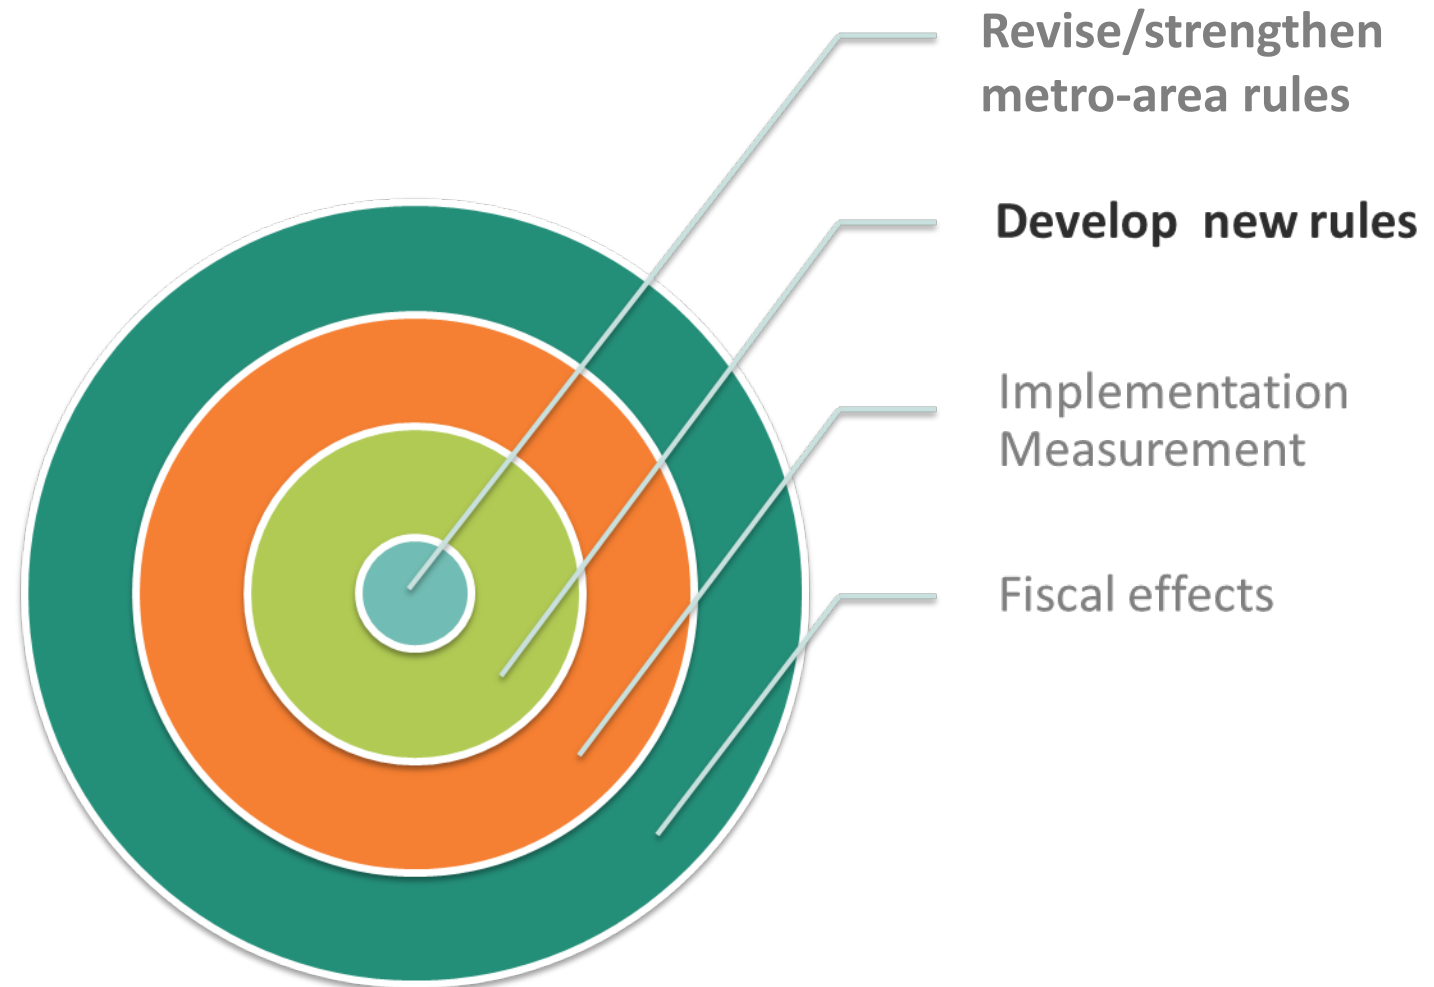 Revise/strengthen
metro-area rules
Develop  new rules
Implementation
Measurement
Fiscal effects